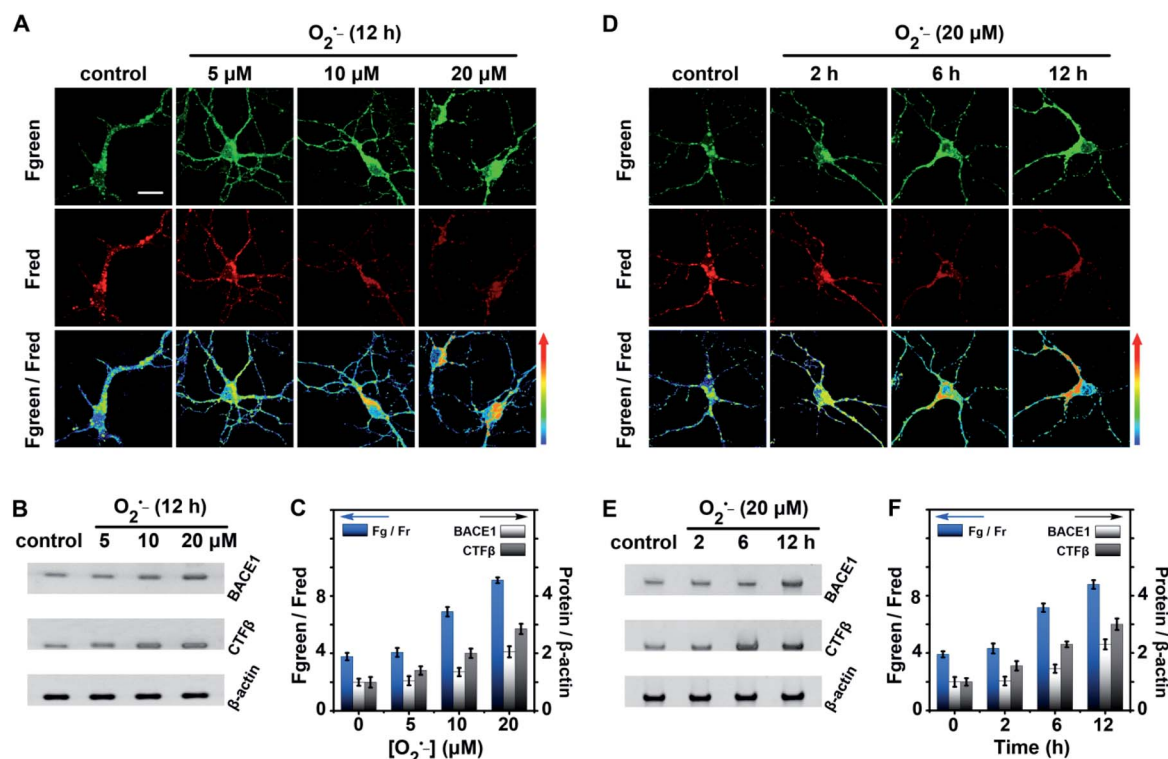 A
O₂·– (12 h)
control 5 μM 10 μM 20 μM
Fgreen
Fred
Fgreen / Fred
D
O₂·– (20 μM)
control 2 h 6 h 12 h
Fgreen
Fred
Fgreen / Fred
B
O₂·– (12 h)
control 5 10 20 μM
BACE1
CTFβ
β-actin
C
Fg / Fr
BACE1
CTFβ
Fgreen / Fred
8
4
0
Protein / β-actin
4
2
0
0 5 10 20
[O₂·–] (μM)
E
O₂·– (20 μM)
control 2 6 12 h
BACE1
CTFβ
β-actin
F
Fg / Fr
BACE1
CTFβ
Fgreen / Fred
8
4
0
Protein / β-actin
4
2
0
0 2 6 12
Time (h)